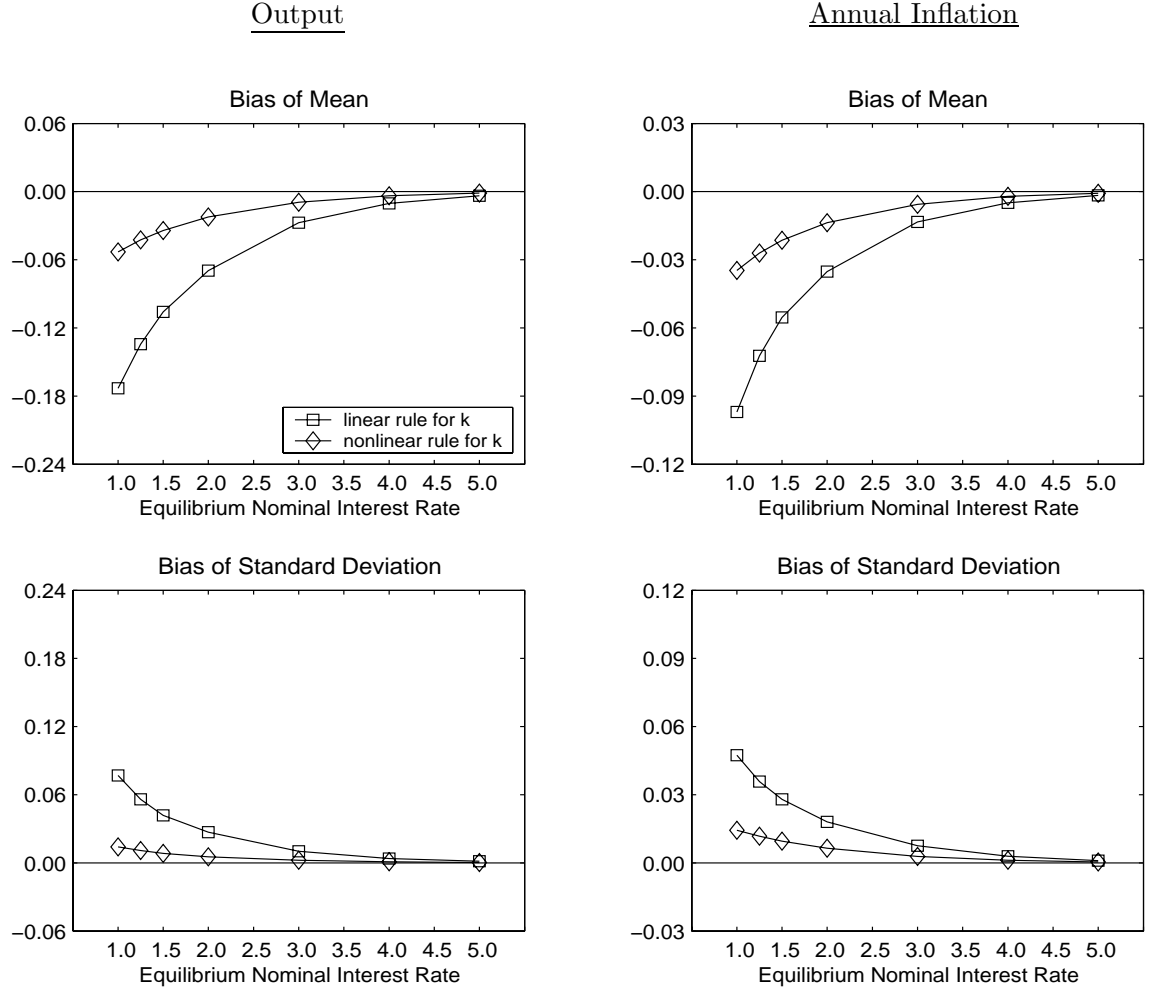 Output
Annual Inflation
Bias of Mean
0.06
0.00
−0.06
−0.12
−0.18
−0.24
linear rule for k
nonlinear rule for k
1.0 1.5 2.0 2.5 3.0 3.5 4.0 4.5 5.0
Equilibrium Nominal Interest Rate
Bias of Mean
0.03
0.00
−0.03
−0.06
−0.09
−0.12
1.0 1.5 2.0 2.5 3.0 3.5 4.0 4.5 5.0
Equilibrium Nominal Interest Rate
Bias of Standard Deviation
0.24
0.18
0.12
0.06
0.00
−0.06
1.0 1.5 2.0 2.5 3.0 3.5 4.0 4.5 5.0
Equilibrium Nominal Interest Rate
Bias of Standard Deviation
0.12
0.09
0.06
0.03
0.00
−0.03
1.0 1.5 2.0 2.5 3.0 3.5 4.0 4.5 5.0
Equilibrium Nominal Interest Rate